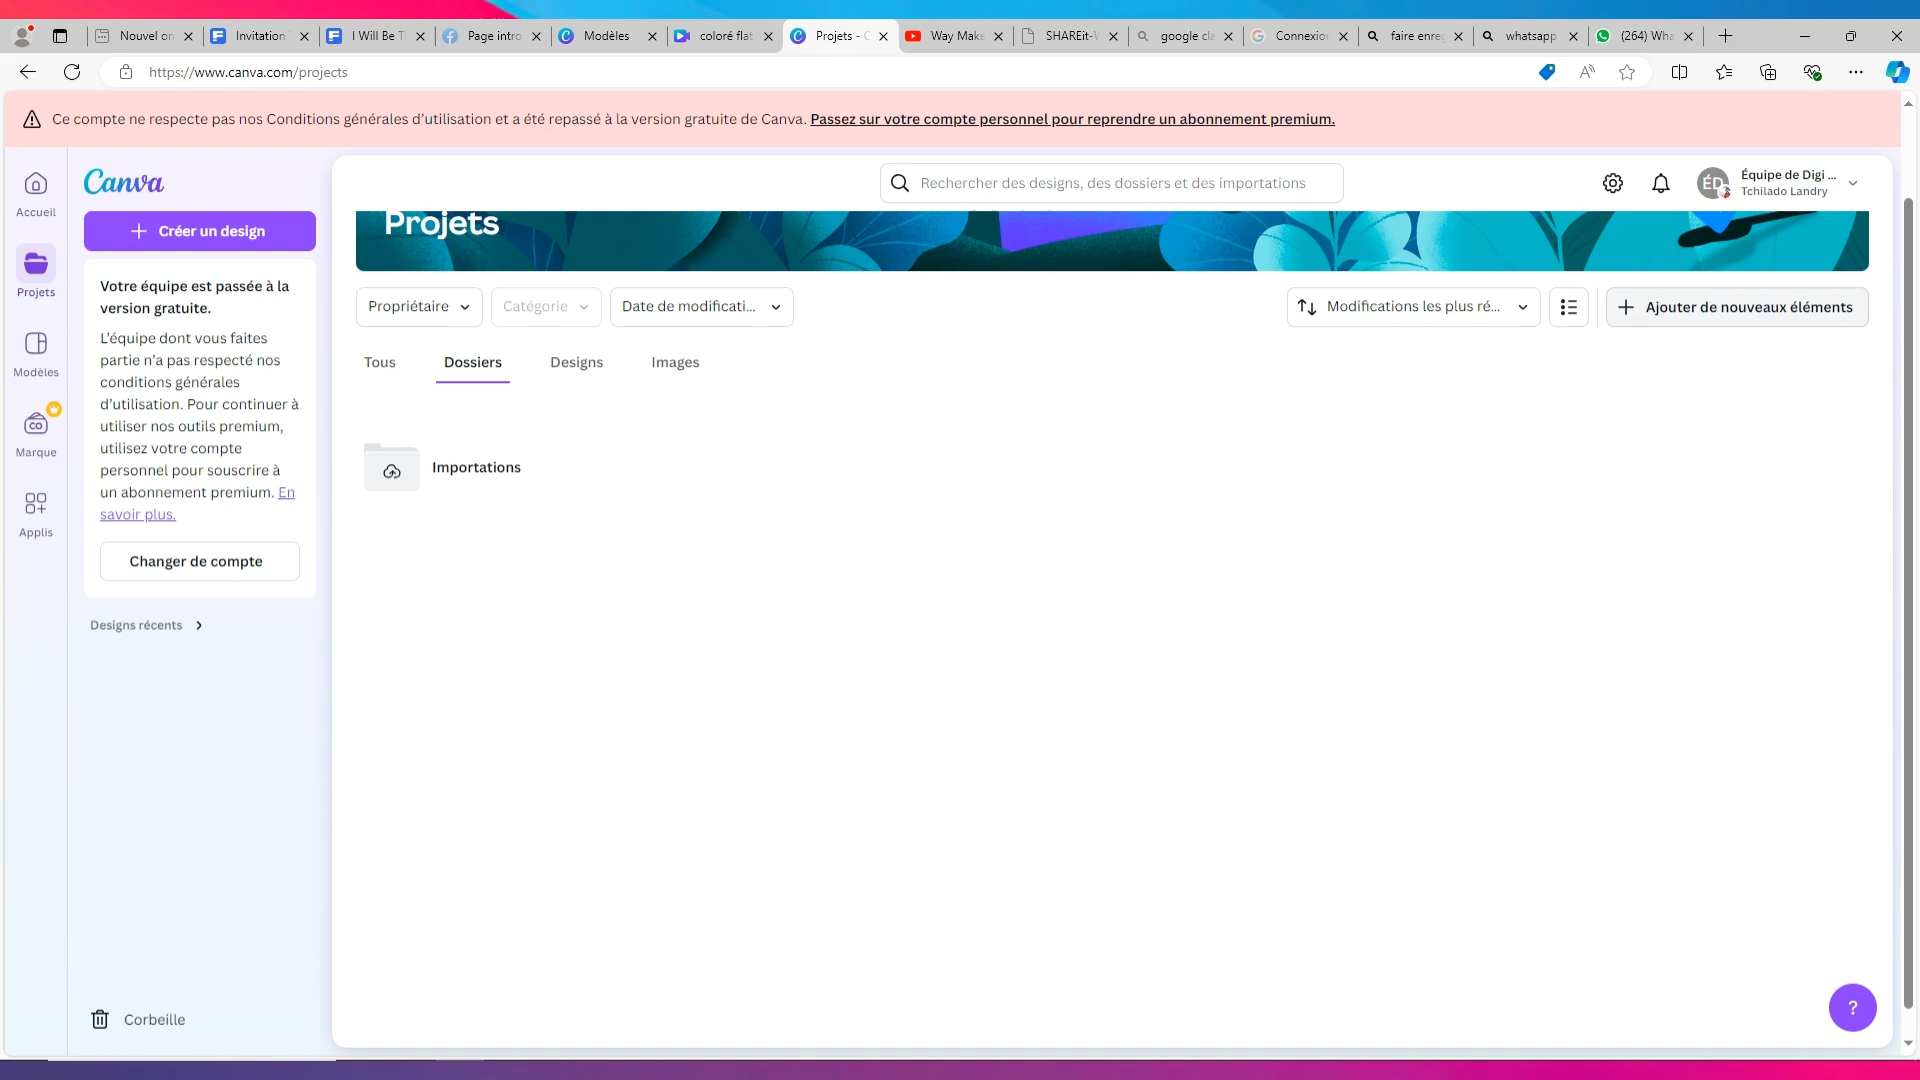 Nouvel on
Invitation
I Will Be T
Page intro
Modèles
coloré flat
Projets - C
Way Make
SHAREit-V
google cla
Connexion
faire enreg
whatsapp
(264) Wha
https://www.canva.com/projects
Ce compte ne respecte pas nos Conditions générales d’utilisation et a été repassé à la version gratuite de Canva. Passez sur votre compte personnel pour reprendre un abonnement premium.
Accueil
Projets
Modèles
Marque
Applis
Canva
Créer un design
Votre équipe est passée à la
version gratuite.
L’équipe dont vous faites
partie n’a pas respecté nos
conditions générales
d’utilisation. Pour continuer à
utiliser nos outils premium,
utilisez votre compte
personnel pour souscrire à
un abonnement premium. En
savoir plus.
Changer de compte
Designs récents
Corbeille
Rechercher des designs, des dossiers et des importations
ÉD
Équipe de Digi ...
Tchilado Landry
Projets
Propriétaire
Catégorie
Date de modificati...
Modifications les plus ré...
Ajouter de nouveaux éléments
Tous
Dossiers
Designs
Images
Importations
?